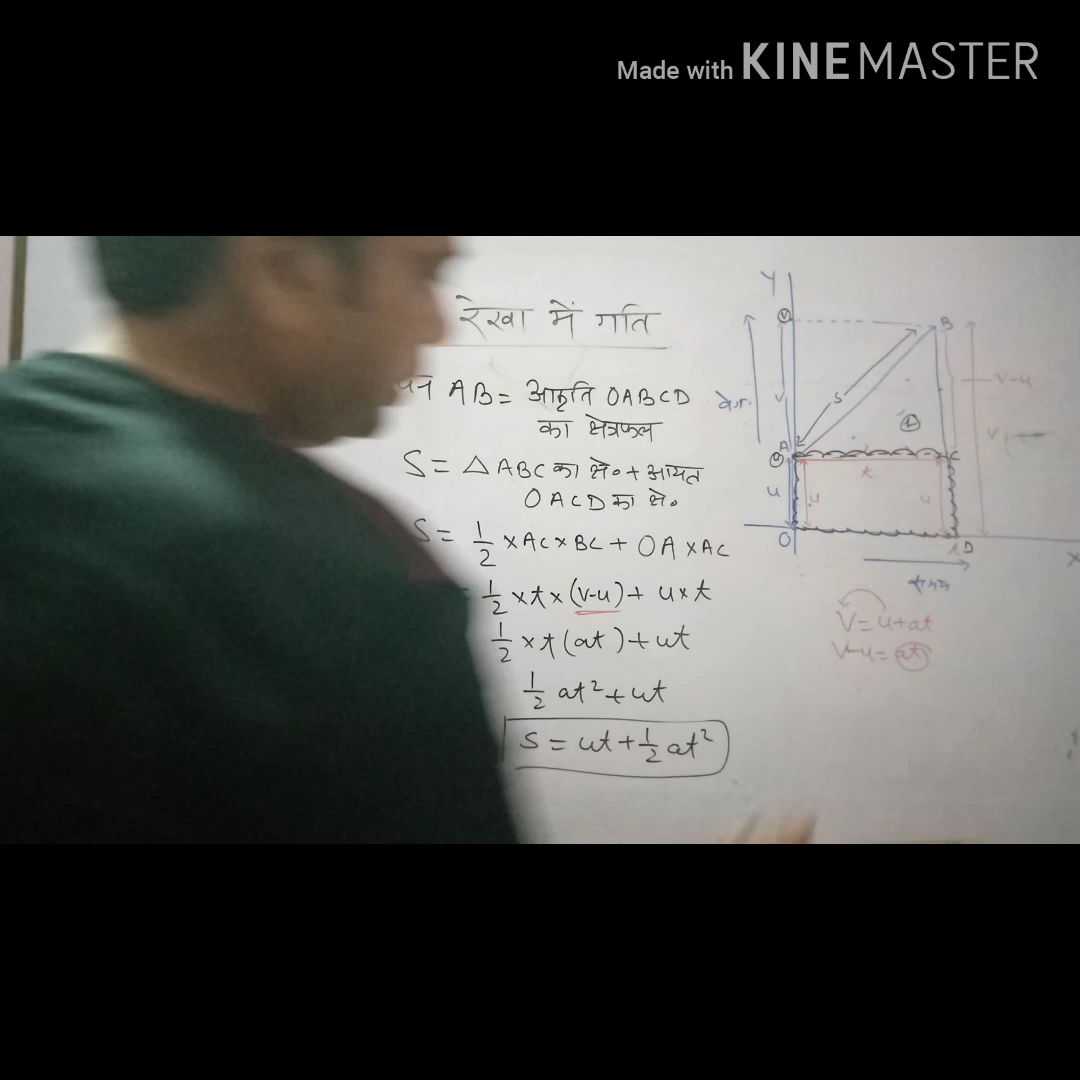 Made with KINEMASTER
रेखा में गति
AB = आकृति OABCD
का क्षेत्रफल
S = △ ABC का क्षे० + आयत
OACD का क्षे०
S = 1/2 × AC × BC + OA × AC
= 1/2 × t × (v-u) + u × t
1/2 × t (at) + ut
1/2 at² + ut
S = ut + 1/2 at²
Y
V
B
v-u
वेग
V
S
2
V
A
C
t
u
u
u
O
D
X
समय
V = u + at
V-u = at